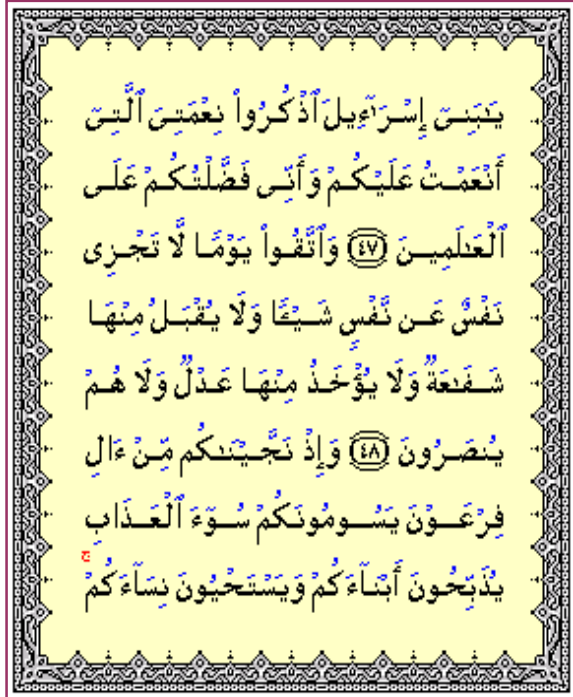 يَـٰبَنِىٓ إِسْرَٰٓءِيلَ ٱذْكُرُوا۟ نِعْمَتِىَ ٱلَّتِىٓ
أَنْعَمْتُ عَلَيْكُمْ وَأَنِّى فَضَّلْتُكُمْ عَلَى
ٱلْعَـٰلَمِينَ ٤٧ وَٱتَّقُوا۟ يَوْمًا لَّا تَجْزِى
نَفْسٌ عَن نَّفْسٍ شَيْـًٔا وَلَا يُقْبَلُ مِنْهَا
شَفَـٰعَةٌ وَلَا يُؤْخَذُ مِنْهَا عَدْلٌ وَلَا هُمْ
يُنصَرُونَ ٤٨ وَإِذْ نَجَّيْنَـٰكُم مِّنْ ءَالِ
فِرْعَوْنَ يَسُومُونَكُمْ سُوٓءَ ٱلْعَذَابِ
يُذَبِّحُونَ أَبْنَآءَكُمْ وَيَسْتَحْيُونَ نِسَآءَكُمْ ۚ